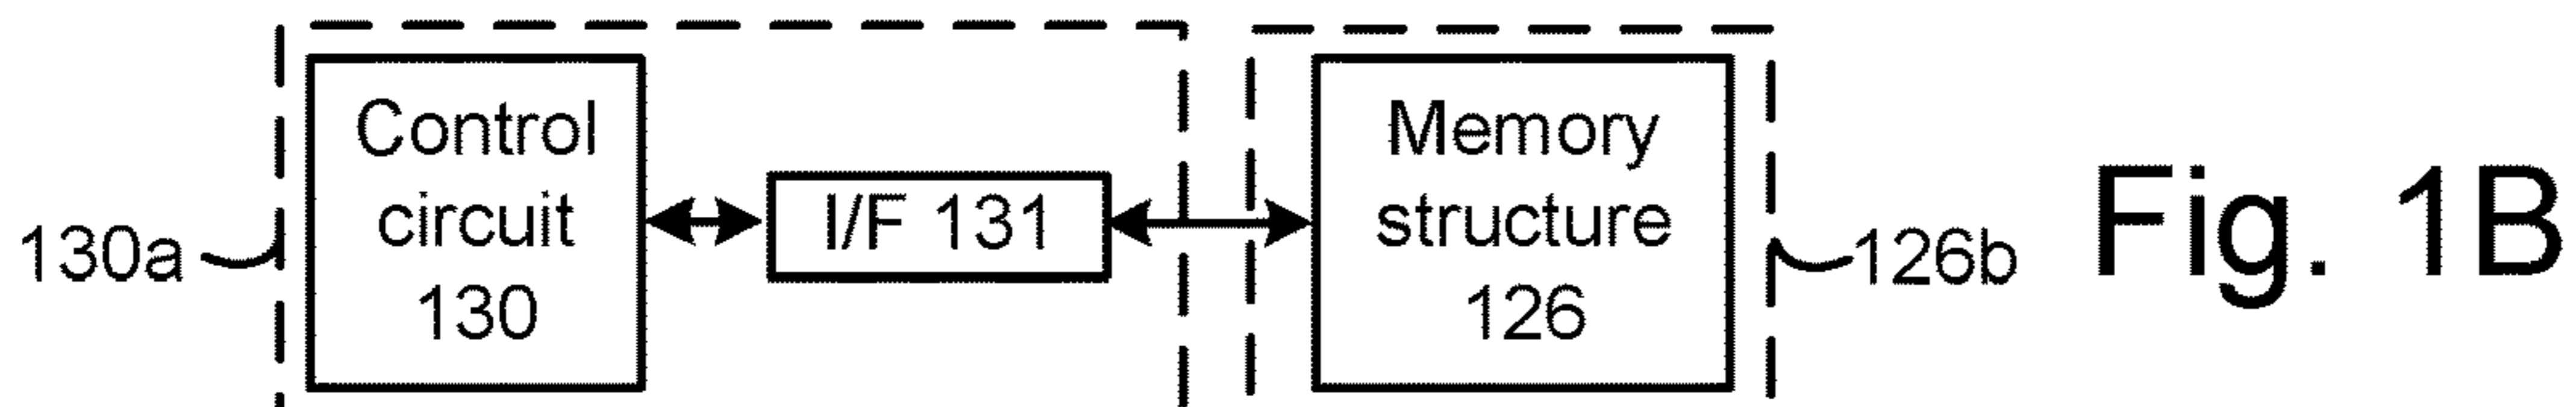 130a
Control
circuit
130
I/F 131
Memory
structure
126
126b
Fig. 1B